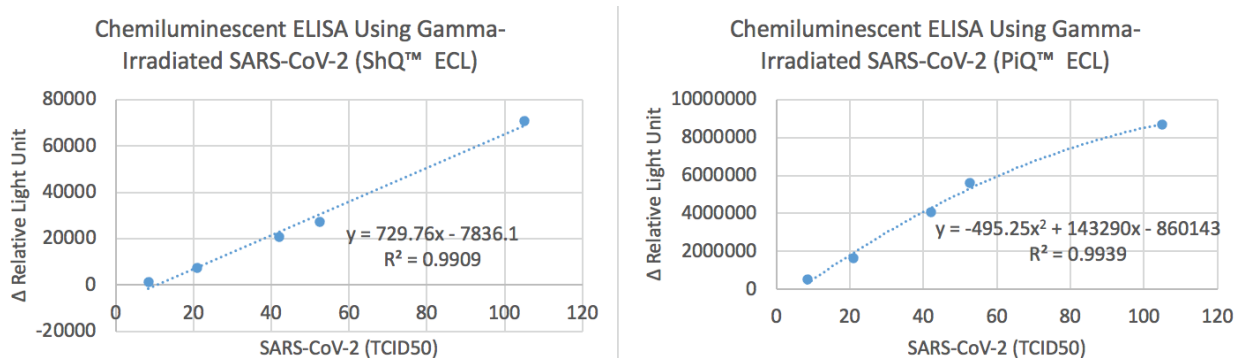 Chemiluminescent ELISA Using Gamma-
Irradiated SARS-CoV-2 (ShQ™ ECL)
80000
60000
40000
20000
0
-20000
Δ Relative Light Unit
y = 729.76x - 7836.1
R² = 0.9909
0 20 40 60 80 100 120
SARS-CoV-2 (TCID50)
Chemiluminescent ELISA Using Gamma-
Irradiated SARS-CoV-2 (PiQ™ ECL)
10000000
8000000
6000000
4000000
2000000
0
Δ Relative Light Unit
y = -495.25x² + 143290x - 860143
R² = 0.9939
0 20 40 60 80 100 120
SARS-CoV-2 (TCID50)